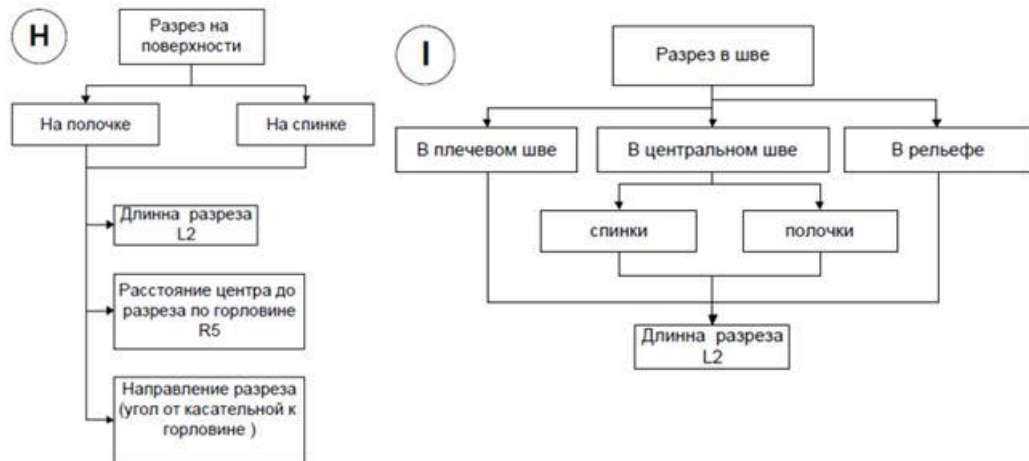 H
Разрез на
поверхности
На полочке
На спинке
Длинна разреза
L2
Расстояние центра до
разреза по горловине
R5
Направление разреза
(угол от касательной к
горловине )
I
Разрез в шве
В плечевом шве
В центральном шве
В рельефе
спинки
полочки
Длинна разреза
L2